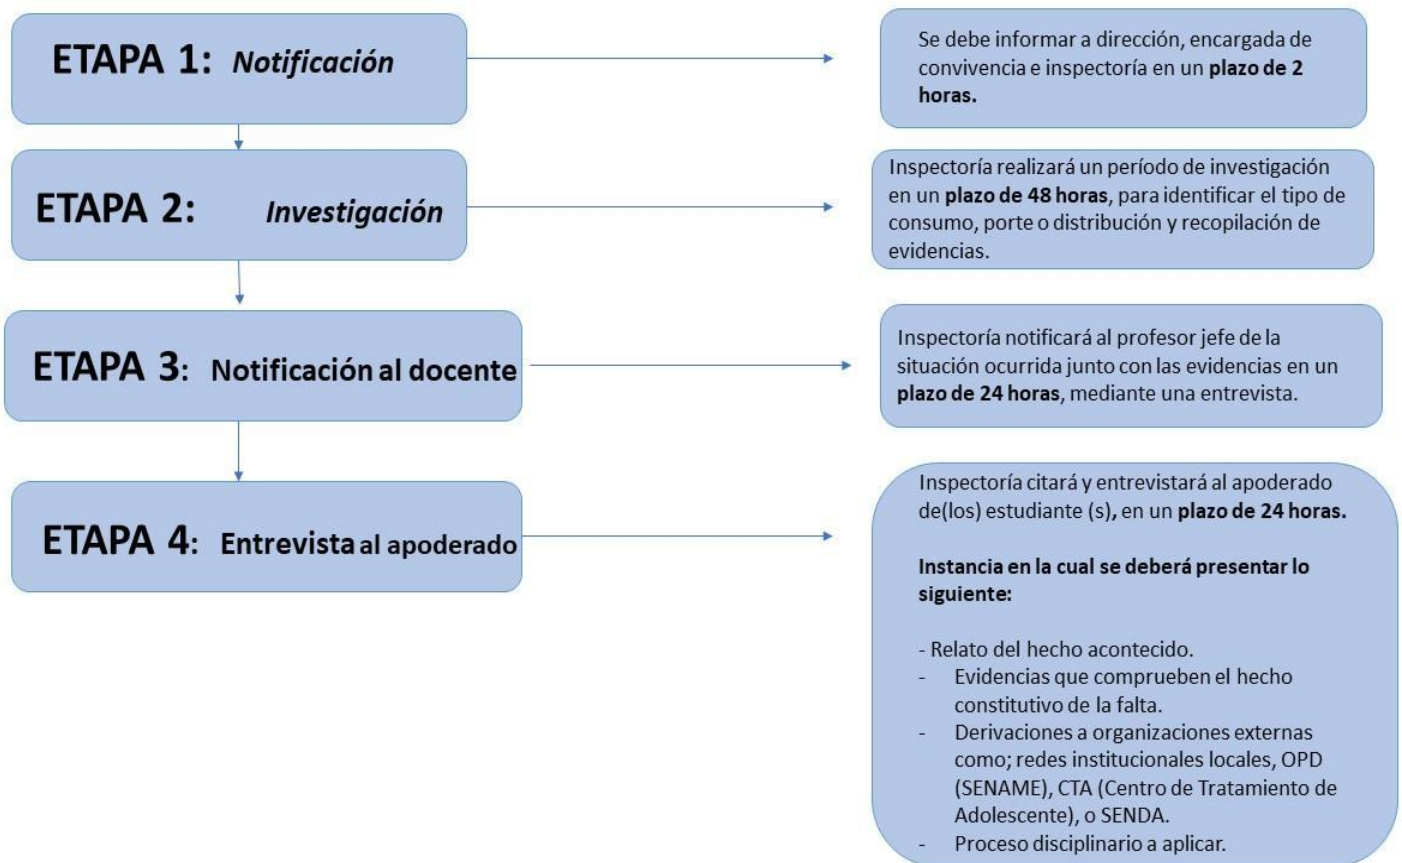 ETAPA 1: Notificación
Se debe informar a dirección, encargada de
convivencia e inspectoría en un plazo de 2
horas.
ETAPA 2: Investigación
Inspectoría realizará un período de investigación
en un plazo de 48 horas, para identificar el tipo de
consumo, porte o distribución y recopilación de
evidencias.
ETAPA 3: Notificación al docente
Inspectoría notificará al profesor jefe de la
situación ocurrida junto con las evidencias en un
plazo de 24 horas, mediante una entrevista.
ETAPA 4: Entrevista al apoderado
Inspectoría citará y entrevistará al apoderado
de(los) estudiante (s), en un plazo de 24 horas.
Instancia en la cual se deberá presentar lo
siguiente:
- Relato del hecho acontecido.
- Evidencias que comprueben el hecho
constitutivo de la falta.
- Derivaciones a organizaciones externas
como; redes institucionales locales, OPD
(SENAME), CTA (Centro de Tratamiento de
Adolescente), o SENDA.
- Proceso disciplinario a aplicar.